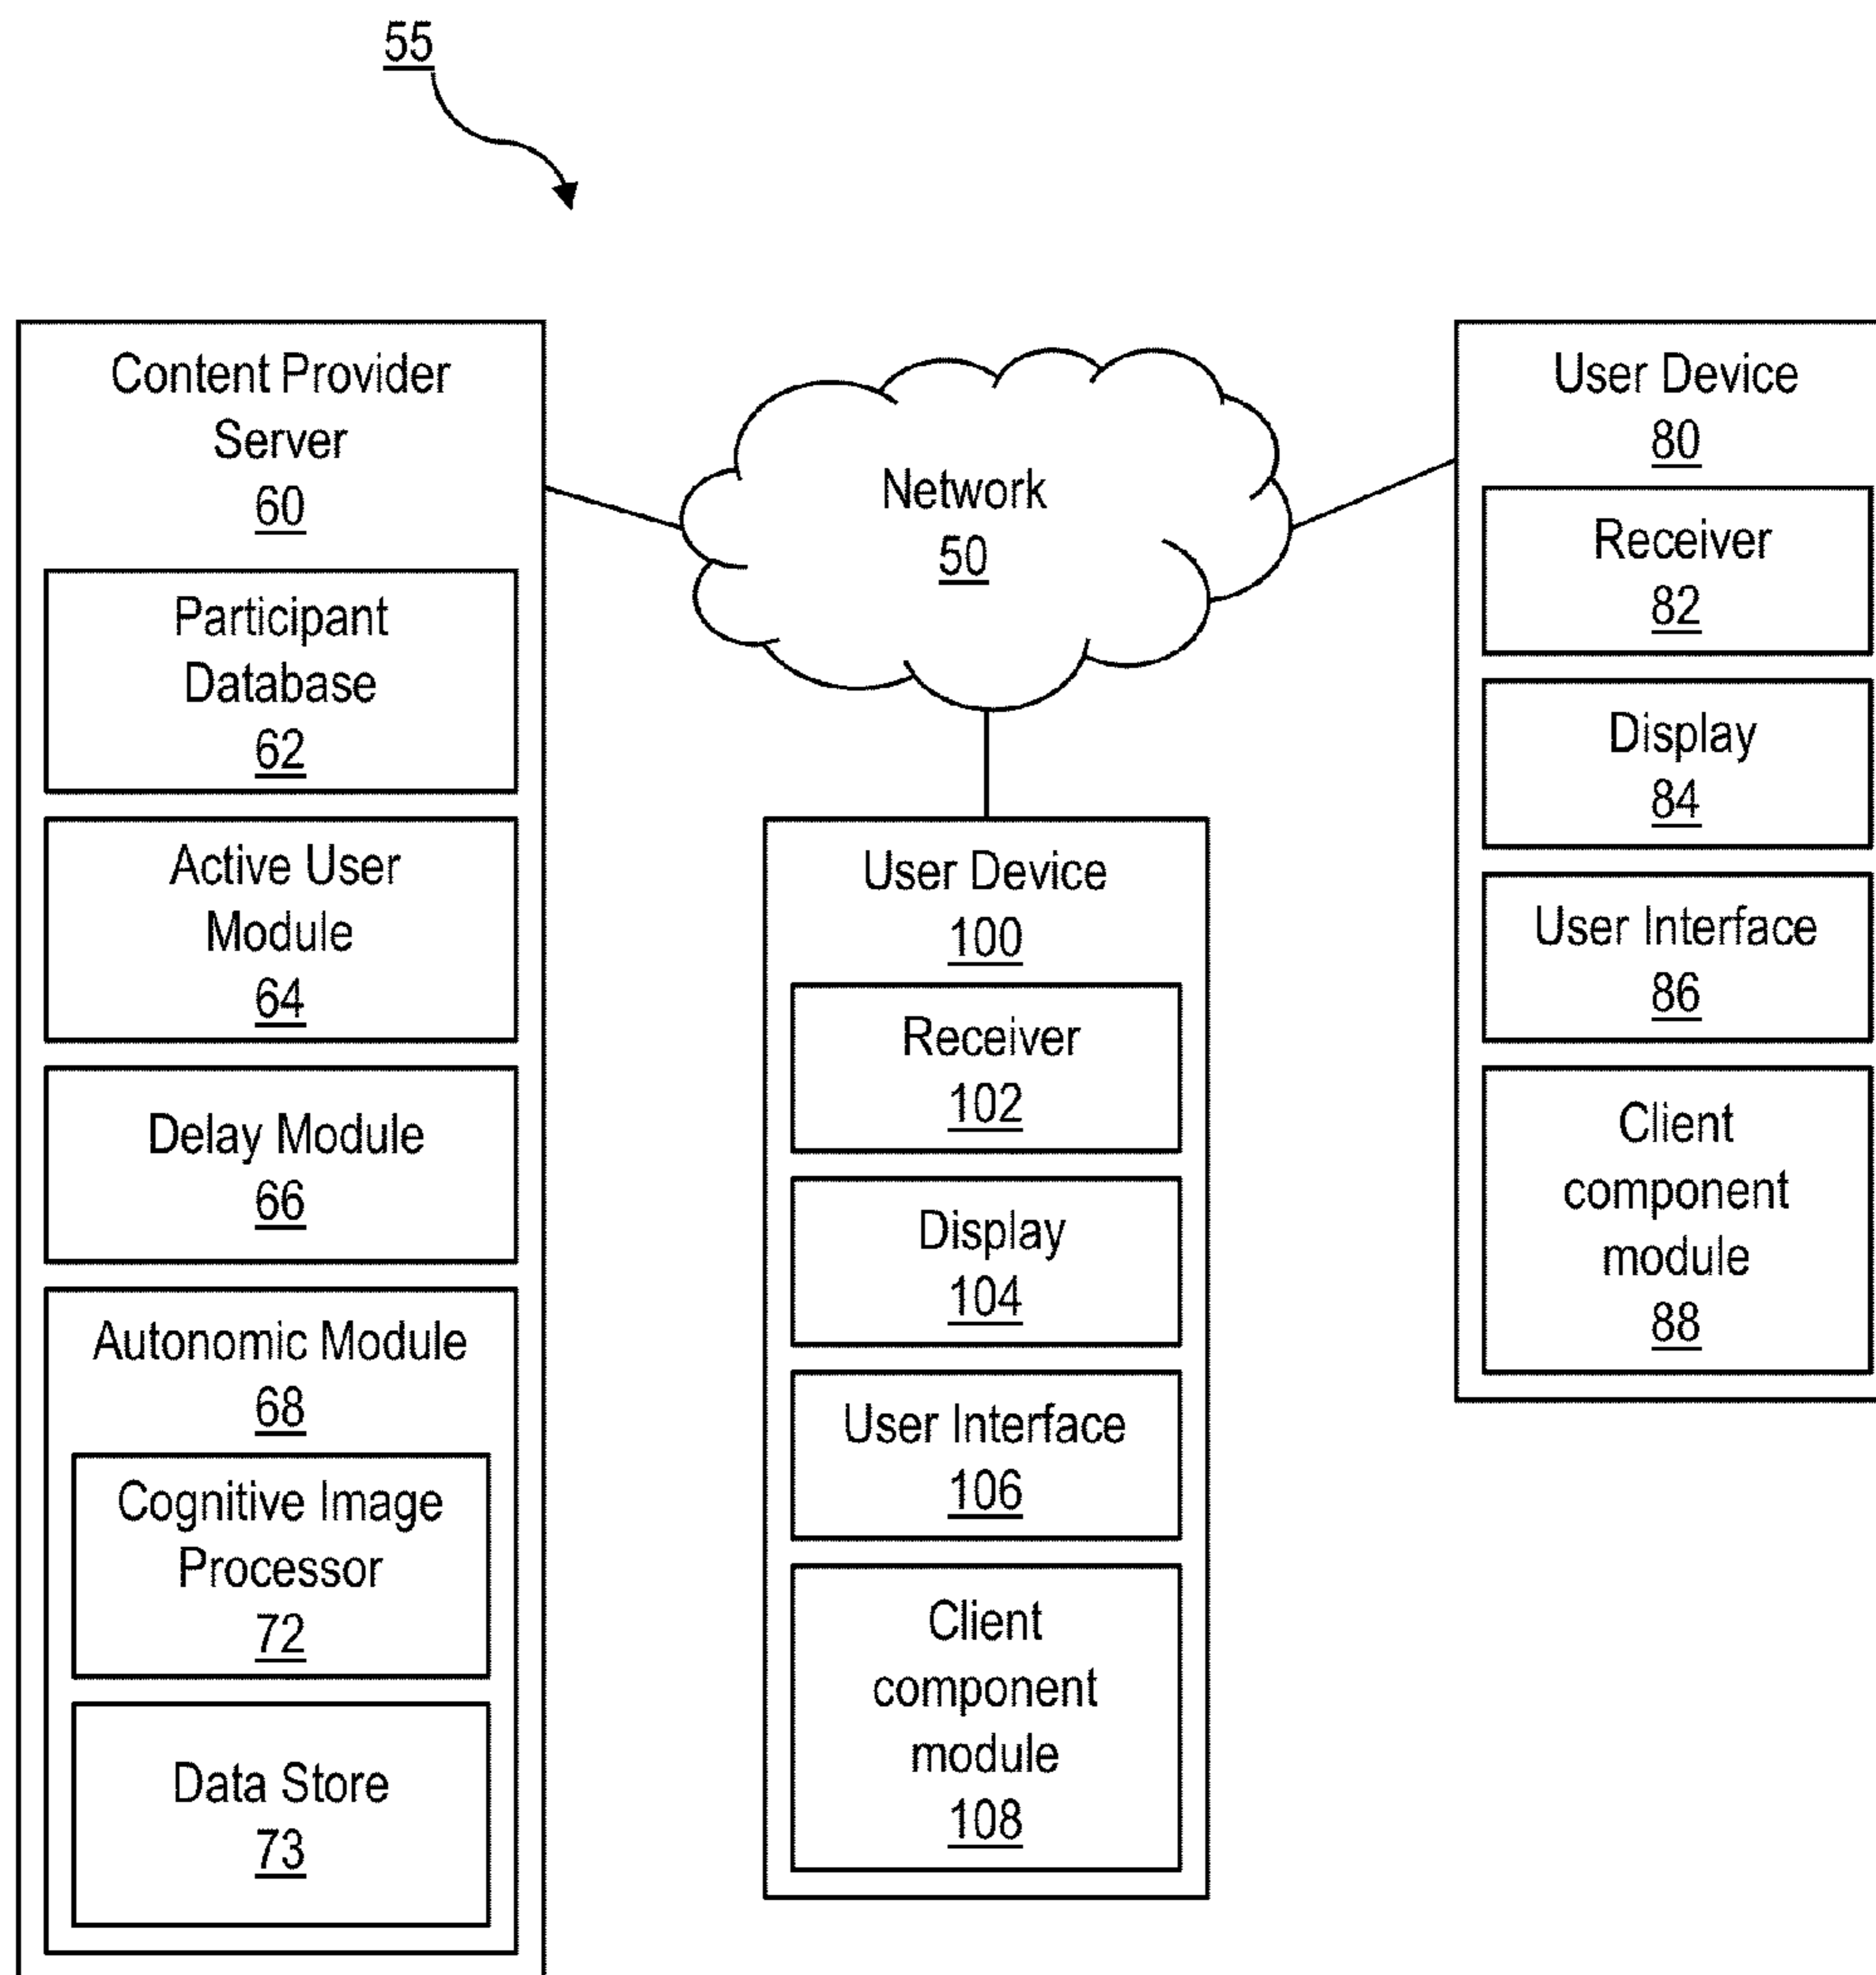 55
Content Provider
Server
60
Participant
Database
62
Active User
Module
64
Delay Module
66
Autonomic Module
68
Cognitive Image
Processor
72
Data Store
73
Network
50
User Device
100
Receiver
102
Display
104
User Interface
106
Client
component
module
108
User Device
80
Receiver
82
Display
84
User Interface
86
Client
component
module
88